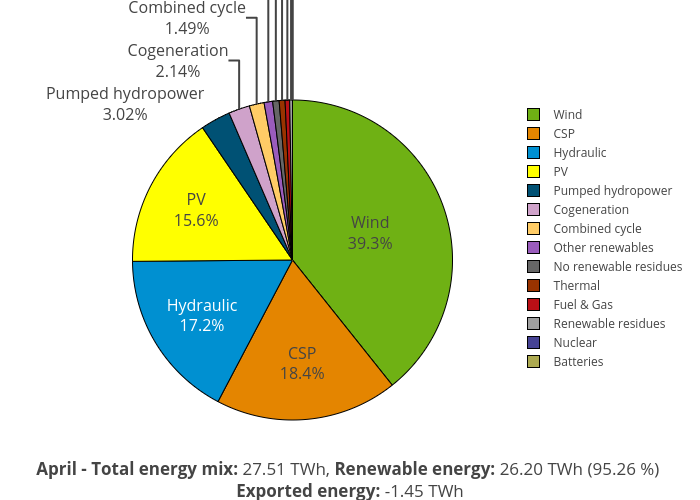 Combined cycle
1.49%
Cogeneration
2.14%
Pumped hydropower
3.02%
PV
15.6%
Wind
39.3%
Hydraulic
17.2%
CSP
18.4%
Wind
CSP
Hydraulic
PV
Pumped hydropower
Cogeneration
Combined cycle
Other renewables
No renewable residues
Thermal
Fuel & Gas
Renewable residues
Nuclear
Batteries
April - Total energy mix: 27.51 TWh, Renewable energy: 26.20 TWh (95.26 %)
Exported energy: -1.45 TWh